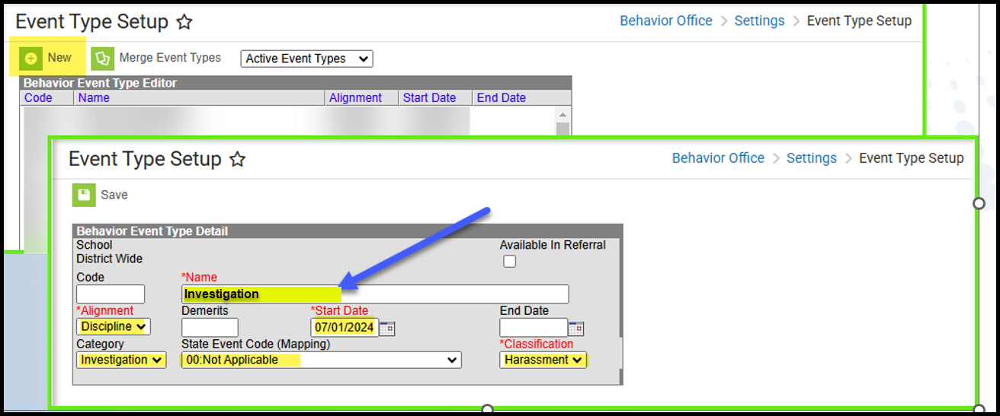 Event Type Setup
Behavior Office > Settings > Event Type Setup
New Merge Event Types Active Event Types
Behavior Event Type Editor
Code Name Alignment Start Date End Date
Event Type Setup
Behavior Office > Settings > Event Type Setup
Save
Behavior Event Type Detail
School Available In Referral
District Wide
Code *Name
Investigation
*Alignment Demerits *Start Date End Date
Discipline 07/01/2024
Category State Event Code (Mapping) *Classification
Investigation 00:Not Applicable Harassment